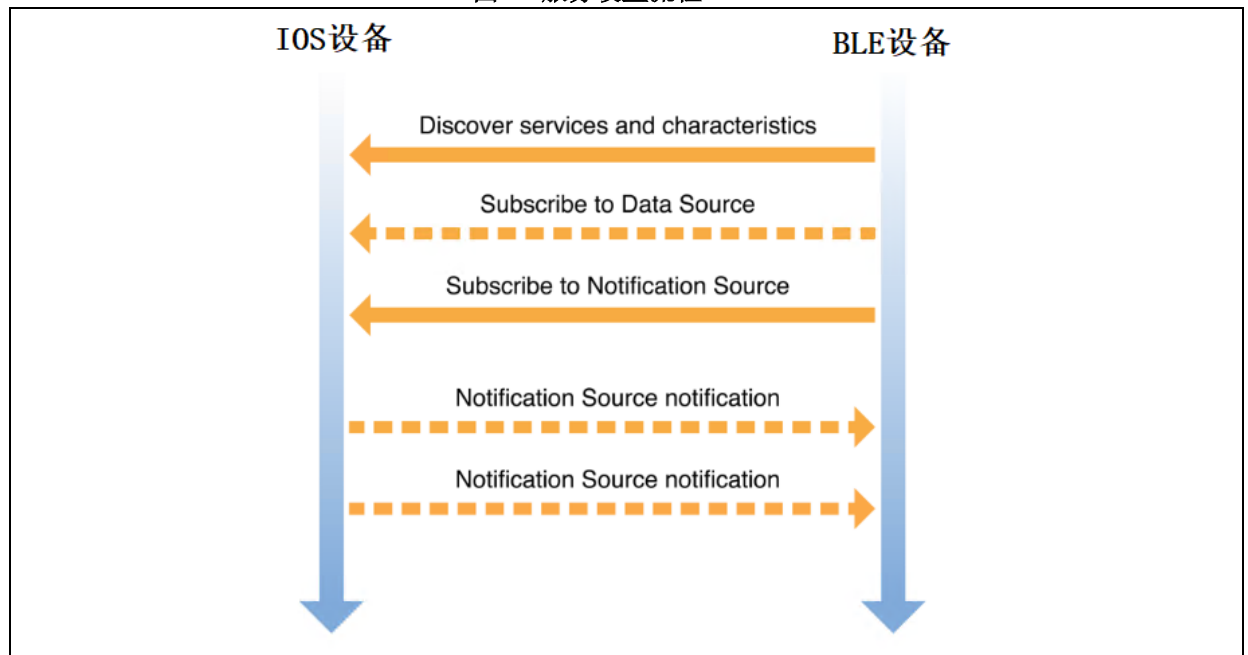 IOS设备
BLE设备
Discover services and characteristics
Subscribe to Data Source
Subscribe to Notification Source
Notification Source notification
Notification Source notification